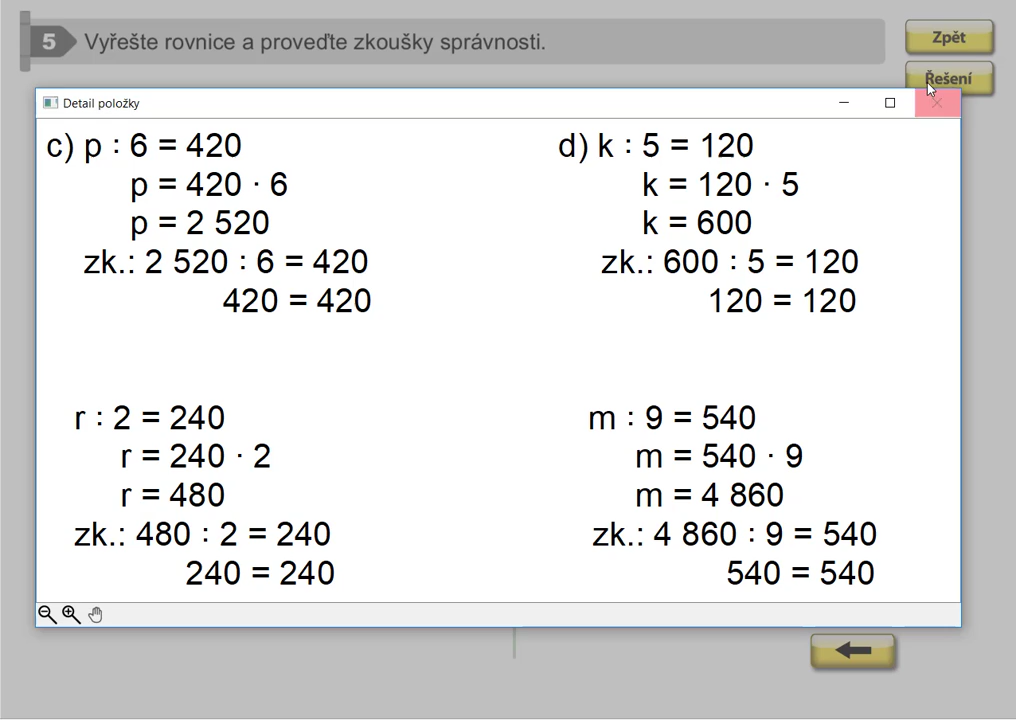 5 Vyřešte rovnice a proveďte zkoušky správnosti.
Zpět
Řešení
Detail položky
c) p : 6 = 420
p = 420 · 6
p = 2 520
zk.: 2 520 : 6 = 420
420 = 420
d) k : 5 = 120
k = 120 · 5
k = 600
zk.: 600 : 5 = 120
120 = 120
r : 2 = 240
r = 240 · 2
r = 480
zk.: 480 : 2 = 240
240 = 240
m : 9 = 540
m = 540 · 9
m = 4 860
zk.: 4 860 : 9 = 540
540 = 540